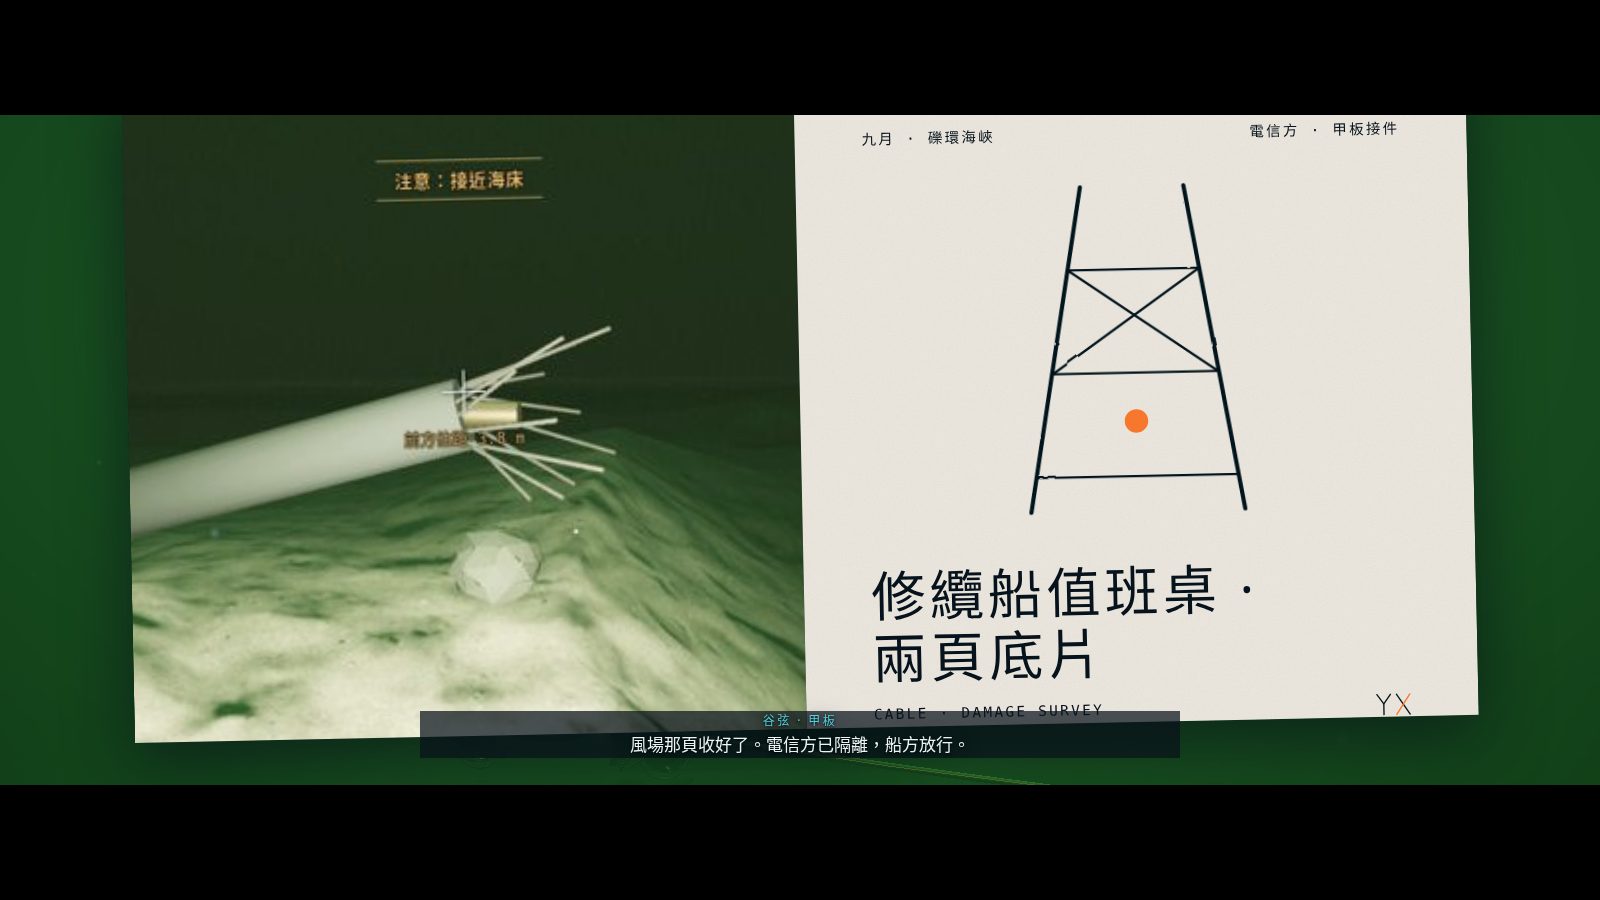 注意：接近海床
九月 · 礫環海峽
電信方 · 甲板接件
3.8 m
修纜船值班桌 ·
兩頁底片
CABLE · DAMAGE SURVEY
YX
谷弦 · 甲板
風場那頁收好了。電信方已隔離，船方放行。